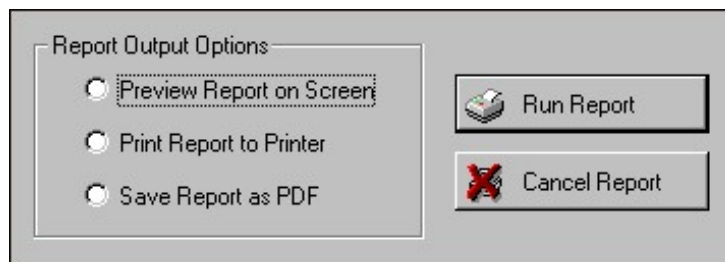 Report Output Options
Preview Report on Screen
Print Report to Printer
Save Report as PDF
Run Report
Cancel Report